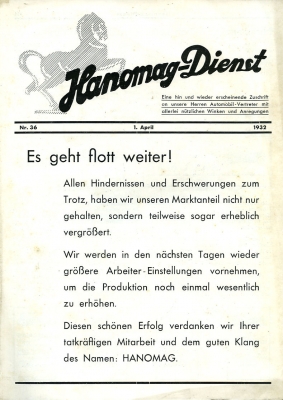 Hanomag-Dienst
Eine hin und wieder erscheinende Zuschrift
an unsere Herren Automobil-Vertreter mit
allerlei nützlichen Winken und Anregungen
Nr. 36 1. April 1932
Es geht flott weiter!
Allen Hindernissen und Erschwerungen zum
Trotz, haben wir unseren Marktanteil nicht nur
gehalten, sondern teilweise sogar erheblich
vergrößert.
Wir werden in den nächsten Tagen wieder
größere Arbeiter-Einstellungen vornehmen,
um die Produktion noch einmal wesentlich
zu erhöhen.
Diesen schönen Erfolg verdanken wir Ihrer
tatkräftigen Mitarbeit und dem guten Klang
des Namen: HANOMAG.